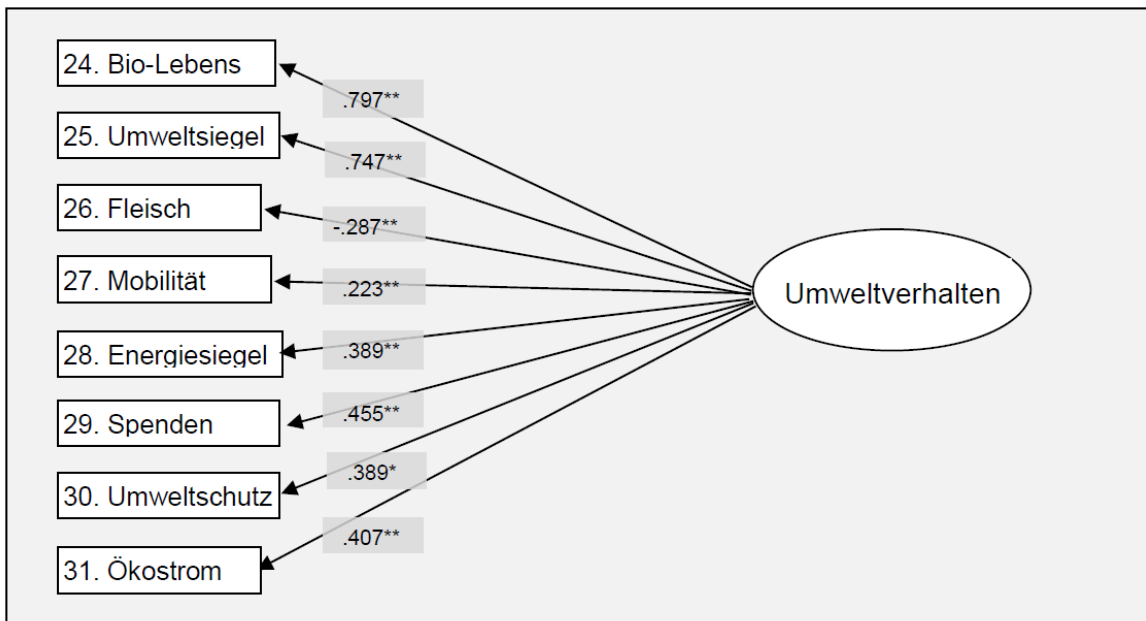 24. Bio-Lebens
.797**
25. Umweltsiegel
.747**
26. Fleisch
-.287**
27. Mobilität
.223**
Umweltverhalten
28. Energiesiegel
.389**
29. Spenden
.455**
30. Umweltschutz
.389*
31. Ökostrom
.407**